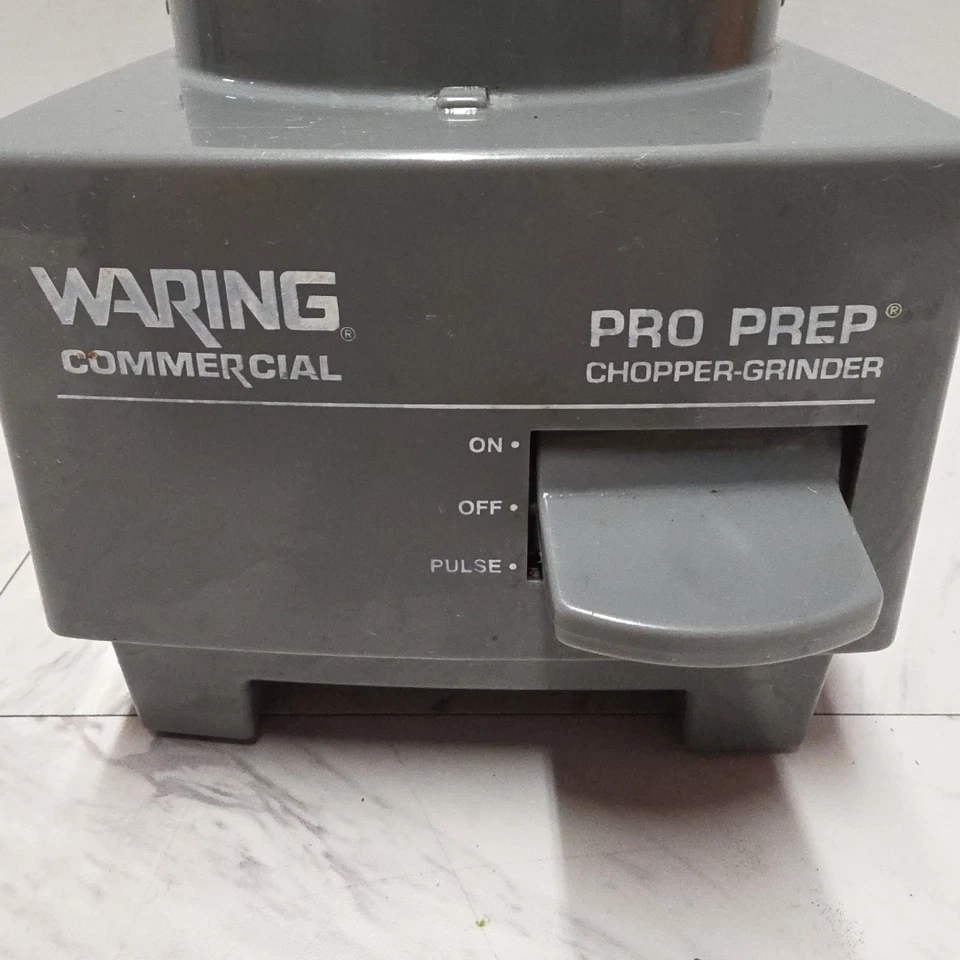 WARING®
COMMERCIAL
PRO PREP®
CHOPPER-GRINDER
ON •
OFF •
PULSE •